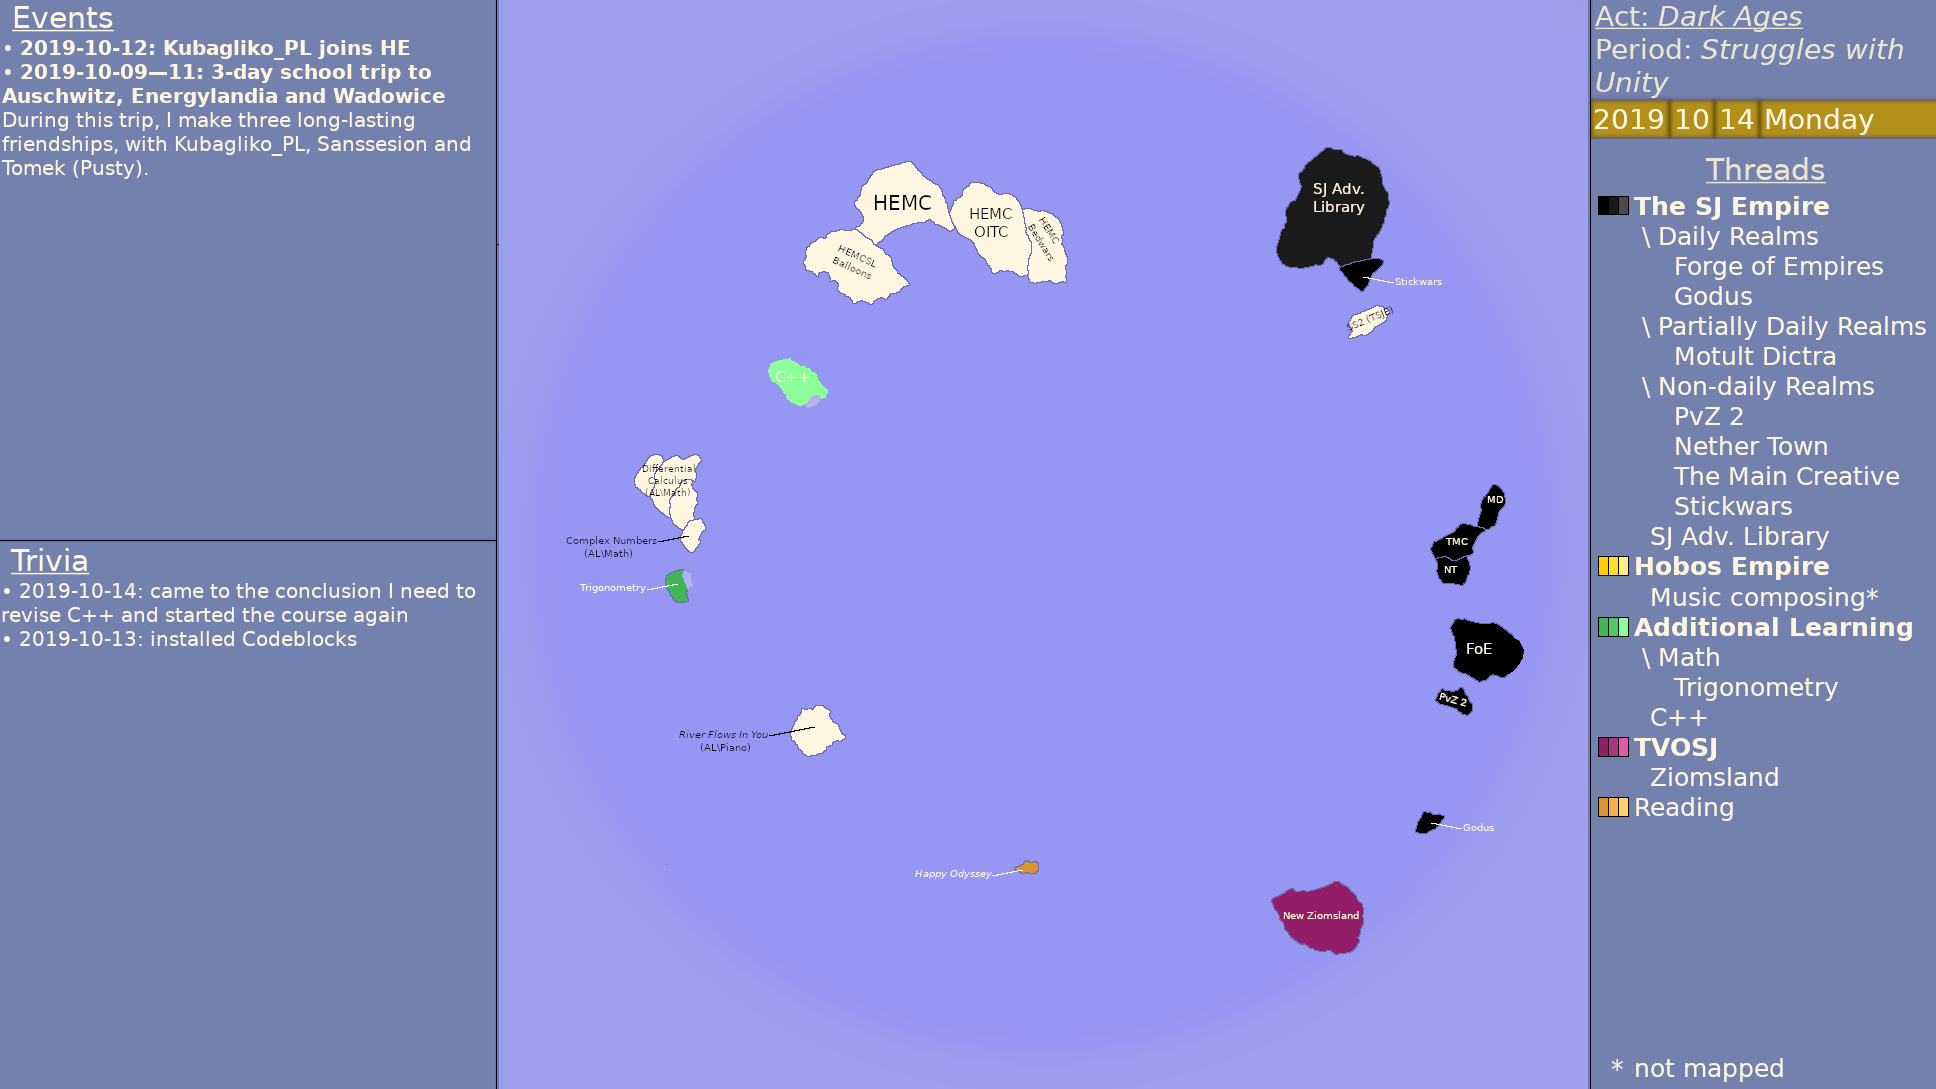 Events
• 2019-10-12: Kubagliko_PL joins HE
• 2019-10-09—11: 3-day school trip to
Auschwitz, Energylandia and Wadowice
During this trip, I make three long-lasting
friendships, with Kubagliko_PL, Sanssesion and
Tomek (Pusty).
Trivia
• 2019-10-14: came to the conclusion I need to
revise C++ and started the course again
• 2019-10-13: installed Codeblocks
HEMC
HEMC
OITC
HEMC
Bedwars
HEMCSL
Balloons
SJ Adv.
Library
Stickwars
S2 (TSJB)
C++
Differential
Calculus
(AL\Math)
Complex Numbers
(AL\Math)
Trigonometry
MD
TMC
NT
FoE
PvZ 2
River Flows In You
(AL\Piano)
Godus
Happy Odyssey
New Ziomsland
Act: Dark Ages
Period: Struggles with
Unity
2019 10 14 Monday
Threads
The SJ Empire
\ Daily Realms
Forge of Empires
Godus
\ Partially Daily Realms
Motult Dictra
\ Non-daily Realms
PvZ 2
Nether Town
The Main Creative
Stickwars
SJ Adv. Library
Hobos Empire
Music composing*
Additional Learning
\ Math
Trigonometry
C++
TVOSJ
Ziomsland
Reading
* not mapped